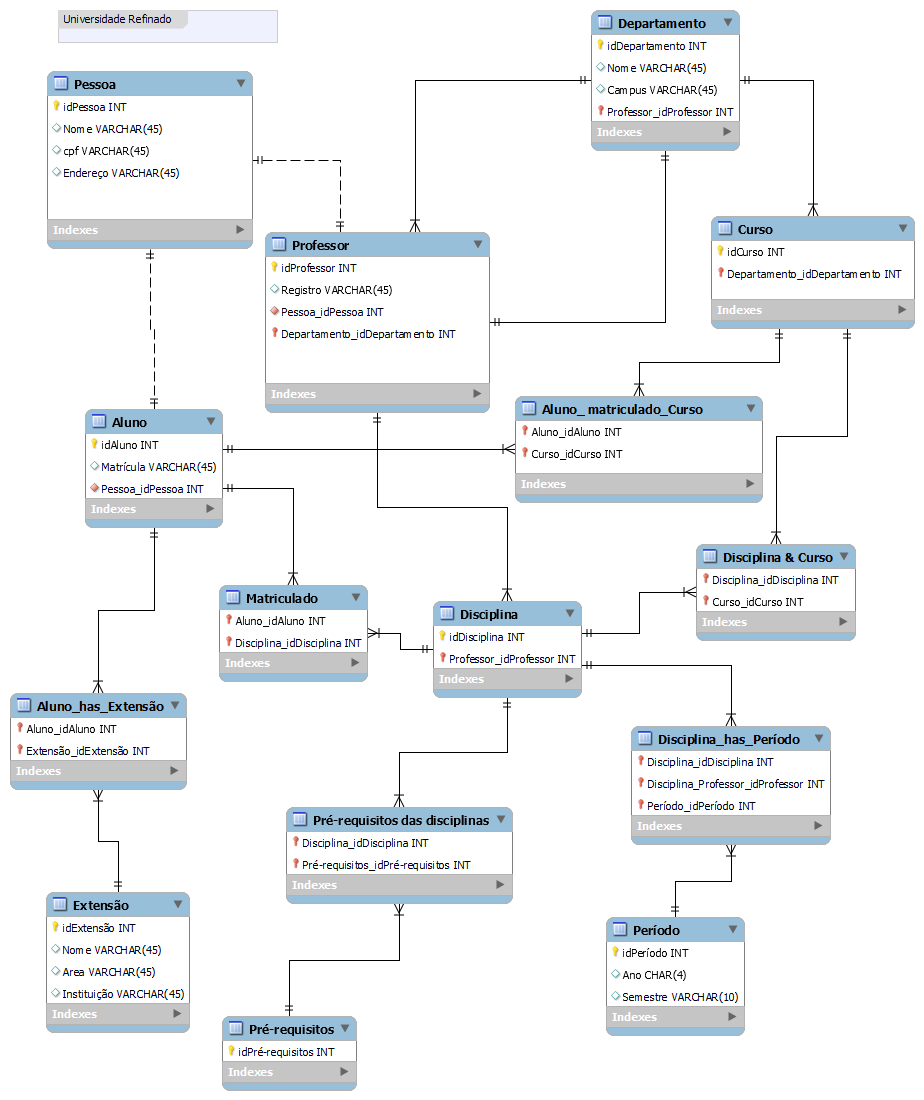 Universidade Refinado
Departamento
idDepartamento INT
Nome VARCHAR(45)
Campus VARCHAR(45)
Professor_idProfessor INT
Indexes
Pessoa
idPessoa INT
Nome VARCHAR(45)
cpf VARCHAR(45)
Endereço VARCHAR(45)
Indexes
Professor
idProfessor INT
Registro VARCHAR(45)
Pessoa_idPessoa INT
Departamento_idDepartamento INT
Indexes
Curso
idCurso INT
Departamento_idDepartamento INT
Indexes
Aluno_ matriculado_Curso
Aluno_idAluno INT
Curso_idCurso INT
Indexes
Aluno
idAluno INT
Matrícula VARCHAR(45)
Pessoa_idPessoa INT
Indexes
Disciplina & Curso
Disciplina_idDisciplina INT
Curso_idCurso INT
Indexes
Matriculado
Aluno_idAluno INT
Disciplina_idDisciplina INT
Indexes
Disciplina
idDisciplina INT
Professor_idProfessor INT
Indexes
Aluno_has_Extensão
Aluno_idAluno INT
Extensão_idExtensão INT
Indexes
Disciplina_has_Período
Disciplina_idDisciplina INT
Disciplina_Professor_idProfessor INT
Período_idPeríodo INT
Indexes
Pré-requisitos das disciplinas
Disciplina_idDisciplina INT
Pré-requisitos_idPré-requisitos INT
Indexes
Extensão
idExtensão INT
Nome VARCHAR(45)
Area VARCHAR(45)
Instituição VARCHAR(45)
Indexes
Período
idPeríodo INT
Ano CHAR(4)
Semestre VARCHAR(10)
Indexes
Pré-requisitos
idPré-requisitos INT
Indexes